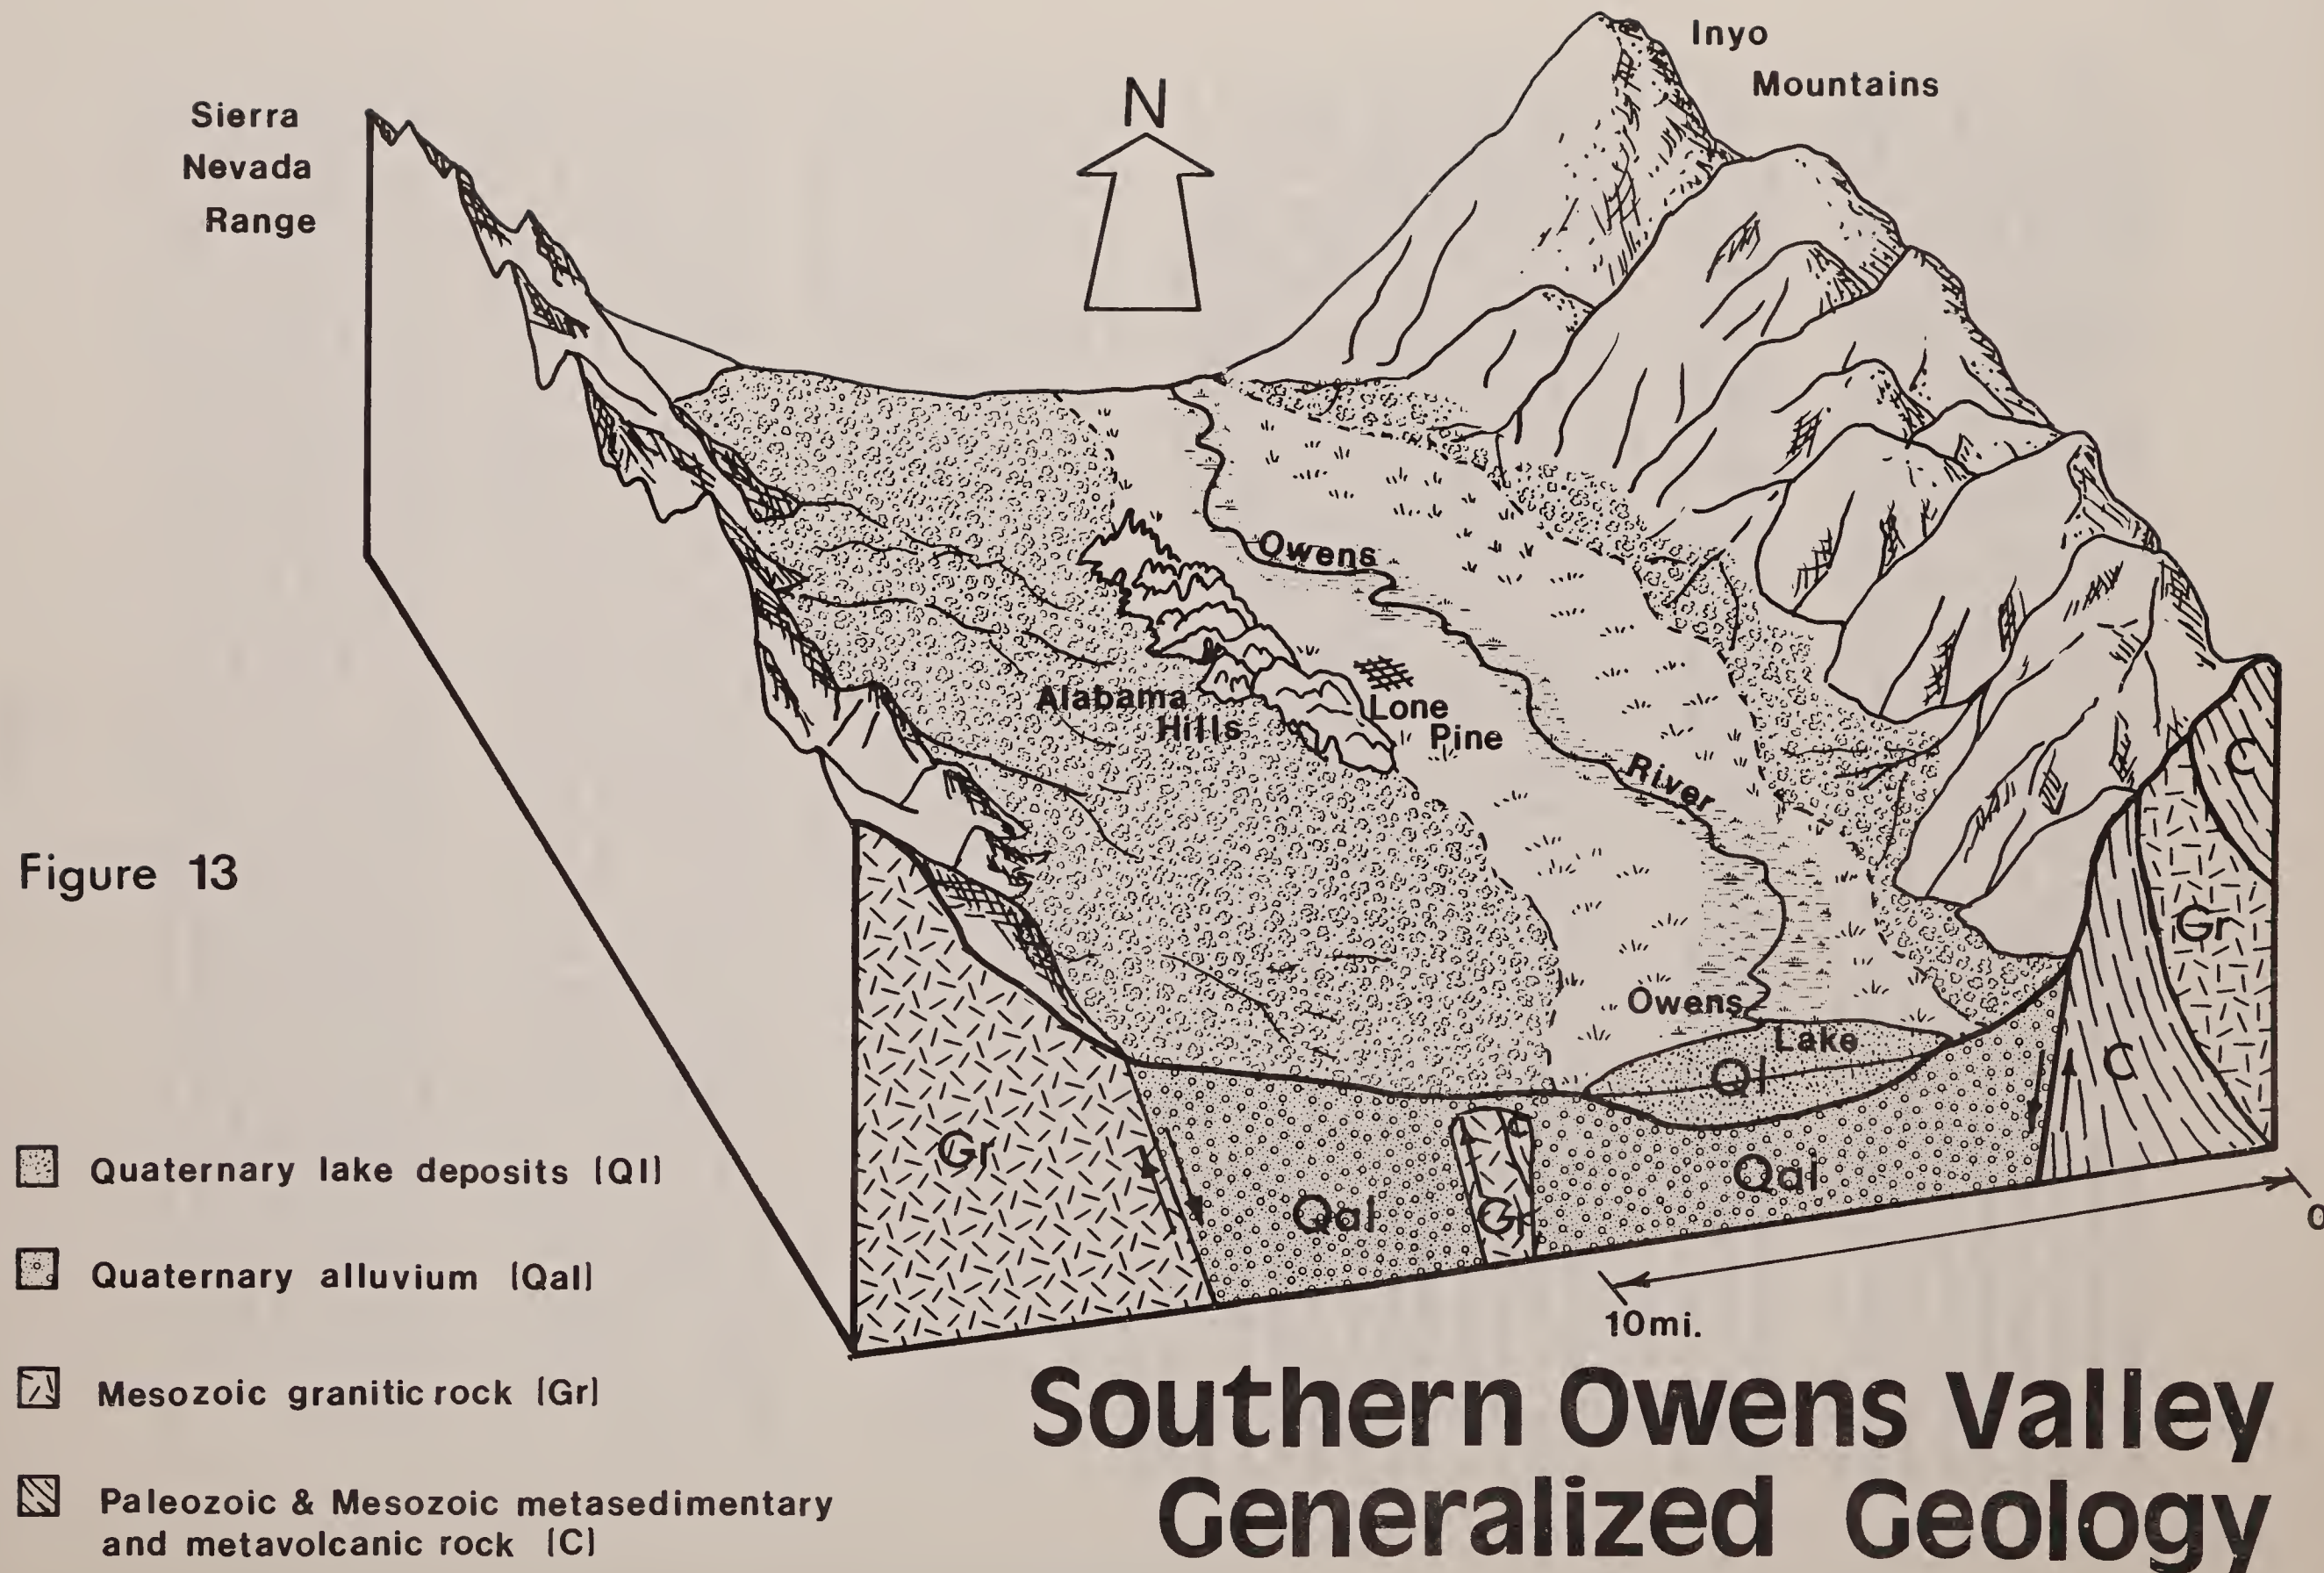 Inyo
Mountains
Sierra
Nevada
Range
N
Owens
Alabama
Hills
Lone
Pine
River
Figure 13
Owens
Lake
Ql
C
Gr
C
Gr
Qal
Gr
C
Qal
0
10mi.
Quaternary lake deposits (Ql)
Quaternary alluvium (Qal)
Mesozoic granitic rock (Gr)
Paleozoic & Mesozoic metasedimentary
and metavolcanic rock (C)
Southern Owens Valley
Generalized Geology